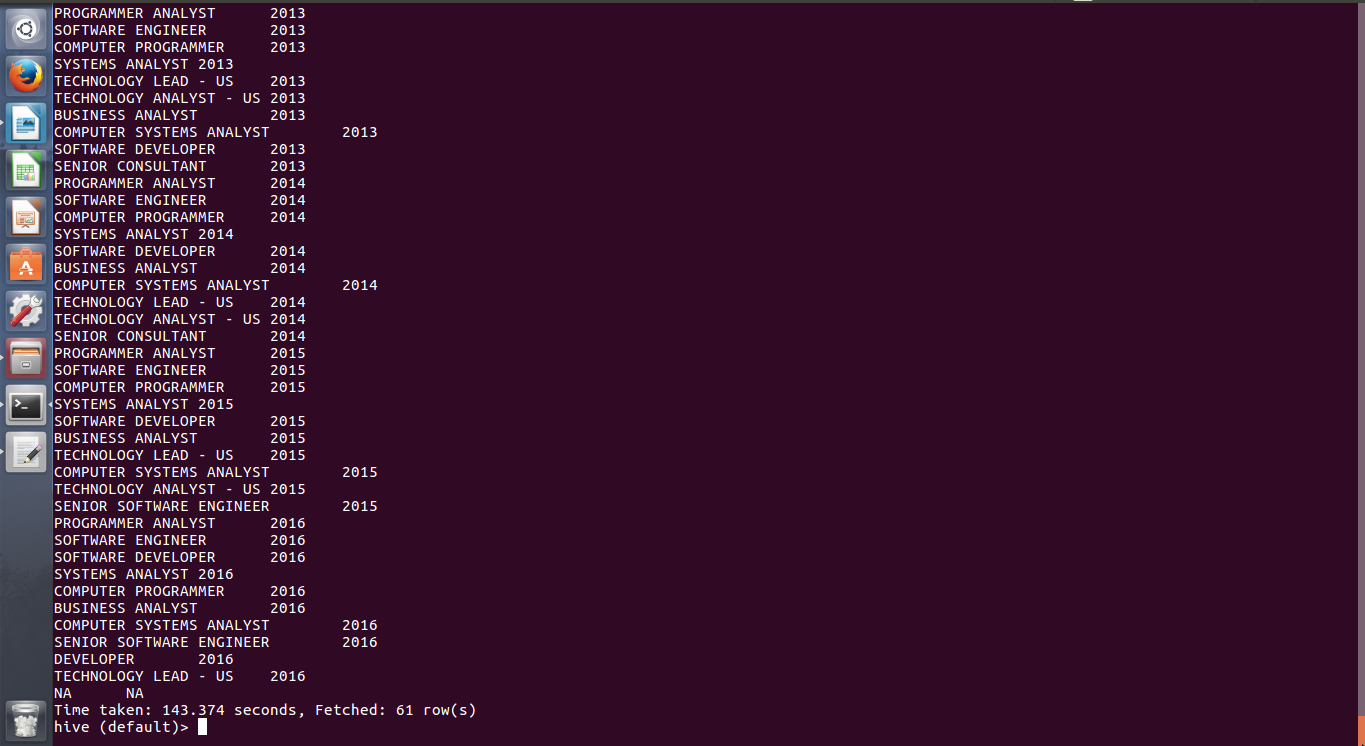 PROGRAMMER ANALYST 2013
SOFTWARE ENGINEER 2013
COMPUTER PROGRAMMER 2013
SYSTEMS ANALYST 2013
TECHNOLOGY LEAD - US 2013
TECHNOLOGY ANALYST - US 2013
BUSINESS ANALYST 2013
COMPUTER SYSTEMS ANALYST 2013
SOFTWARE DEVELOPER 2013
SENIOR CONSULTANT 2013
PROGRAMMER ANALYST 2014
SOFTWARE ENGINEER 2014
COMPUTER PROGRAMMER 2014
SYSTEMS ANALYST 2014
SOFTWARE DEVELOPER 2014
BUSINESS ANALYST 2014
COMPUTER SYSTEMS ANALYST 2014
TECHNOLOGY LEAD - US 2014
TECHNOLOGY ANALYST - US 2014
SENIOR CONSULTANT 2014
PROGRAMMER ANALYST 2015
SOFTWARE ENGINEER 2015
COMPUTER PROGRAMMER 2015
SYSTEMS ANALYST 2015
SOFTWARE DEVELOPER 2015
BUSINESS ANALYST 2015
TECHNOLOGY LEAD - US 2015
COMPUTER SYSTEMS ANALYST 2015
TECHNOLOGY ANALYST - US 2015
SENIOR SOFTWARE ENGINEER 2015
PROGRAMMER ANALYST 2016
SOFTWARE ENGINEER 2016
SOFTWARE DEVELOPER 2016
SYSTEMS ANALYST 2016
COMPUTER PROGRAMMER 2016
BUSINESS ANALYST 2016
COMPUTER SYSTEMS ANALYST 2016
SENIOR SOFTWARE ENGINEER 2016
DEVELOPER 2016
TECHNOLOGY LEAD - US 2016
NA NA
Time taken: 143.374 seconds, Fetched: 61 row(s)
hive (default)>